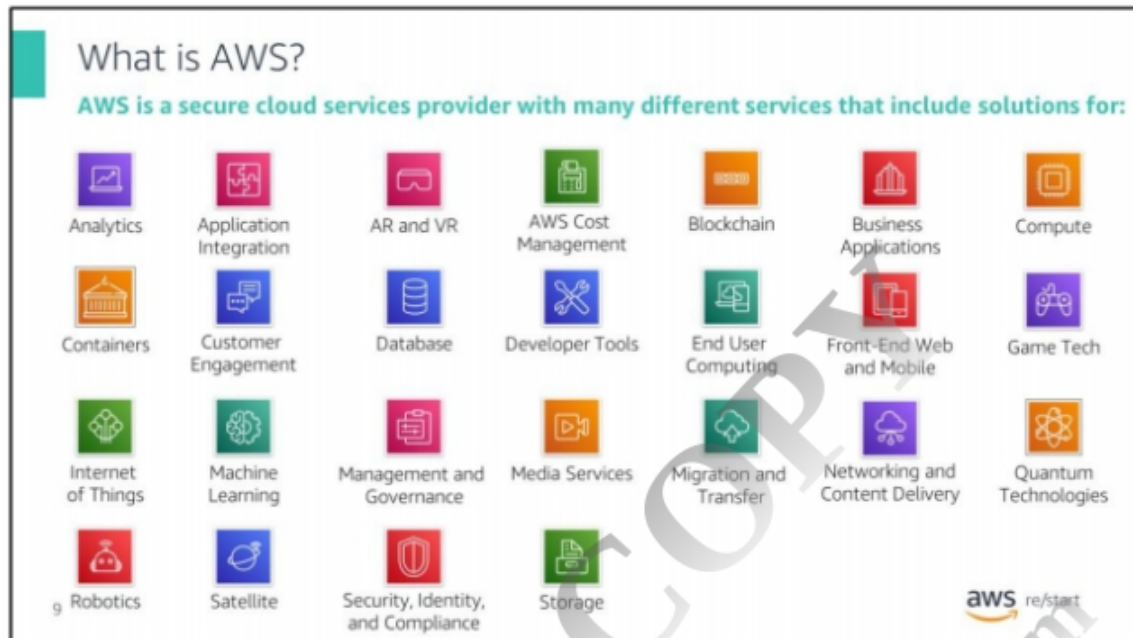 What is AWS?
AWS is a secure cloud services provider with many different services that include solutions for:
Analytics
Application
Integration
AR and VR
AWS Cost
Management
Blockchain
Business
Applications
Compute
Containers
Customer
Engagement
Database
Developer Tools
End User
Computing
Front-End Web
and Mobile
Game Tech
Internet
of Things
Machine
Learning
Management and
Governance
Media Services
Migration and
Transfer
Networking and
Content Delivery
Quantum
Technologies
Robotics
Satellite
Security, Identity,
and Compliance
Storage
9
aws re/start
COPY